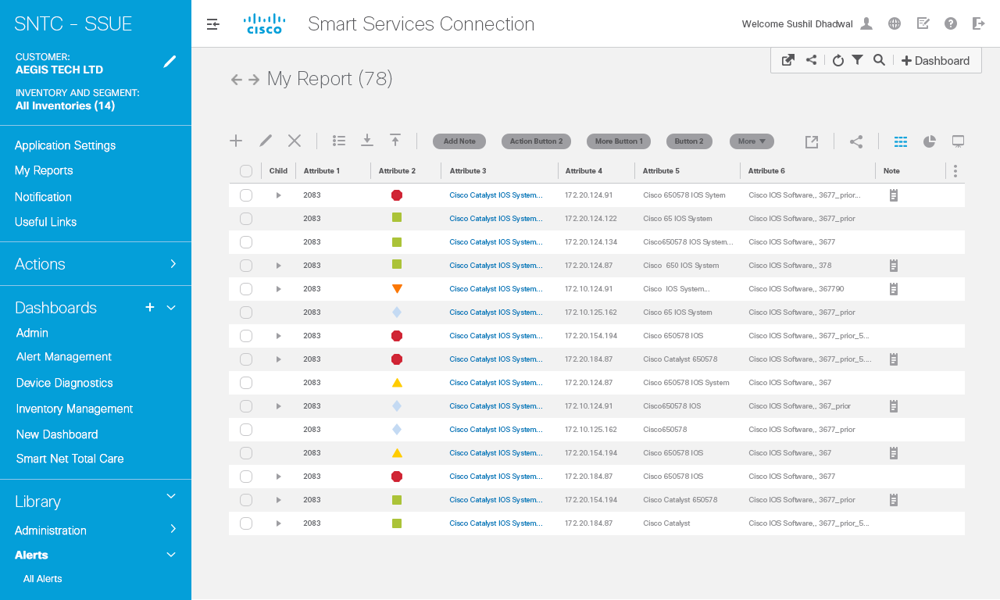 SNTC - SSUE
CUSTOMER:
AEGIS TECH LTD
INVENTORY AND SEGMENT:
All Inventories (14)
Application Settings
My Reports
Notification
Useful Links
Actions
Dashboards
Admin
Alert Management
Device Diagnostics
Inventory Management
New Dashboard
Smart Net Total Care
Library
Administration
Alerts
All Alerts
CISCO
Smart Services Connection
Welcome Sushil Dhadwal
Dashboard
My Report (78)
Add Note Action Button 2 More Button 1 Button 2 More
Child Attribute 1 Attribute 2 Attribute 3 Attribute 4 Attribute 5 Attribute 6 Note
2083 Cisco Catalyst IOS System... 172.20.124.91 Cisco 650578 IOS Sytem Cisco IOS Software,, 3677_prior...
2083 Cisco Catalyst IOS System... 172.20.124.122 Cisco 65 IOS System Cisco IOS Software,, 3677_prior
2083 Cisco Catalyst IOS System... 172.20.124.134 Cisco650578 IOS System... Cisco IOS Software,, 3677
2083 Cisco Catalyst IOS System... 172.20.124.87 Cisco 650 IOS System Cisco IOS Software,, 378
2083 Cisco Catalyst IOS System... 172.10.124.91 Cisco IOS System... Cisco IOS Software,, 367790
2083 Cisco Catalyst IOS System... 172.10.125.162 Cisco 65 IOS System Cisco IOS Software,, 3677_prior
2083 Cisco Catalyst IOS System... 172.20.154.194 Cisco 650578 IOS Cisco IOS Software,, 3677_prior_5...
2083 Cisco Catalyst IOS System... 172.20.184.87 Cisco Catalyst 650578 Cisco IOS Software,, 3677_prior_5....
2083 Cisco Catalyst IOS System... 172.20.124.87 Cisco 650578 IOS System Cisco IOS Software,, 367
2083 Cisco Catalyst IOS System... 172.10.124.91 Cisco650578 IOS Cisco IOS Software,, 367_prior
2083 Cisco Catalyst IOS System... 172.10.125.162 Cisco650578 Cisco IOS Software,, 3677_prior
2083 Cisco Catalyst IOS System... 172.20.154.194 Cisco 650578 IOS Cisco IOS Software,, 367
2083 Cisco Catalyst IOS System... 172.20.184.87 Cisco 650578 IOS Cisco IOS Software,, 3677
2083 Cisco Catalyst IOS System... 172.20.154.194 Cisco Catalyst 650578 Cisco IOS Software,, 3677_prior
2083 Cisco Catalyst IOS System... 172.20.184.87 Cisco Catalyst Cisco IOS Software,, 3677_prior_5...